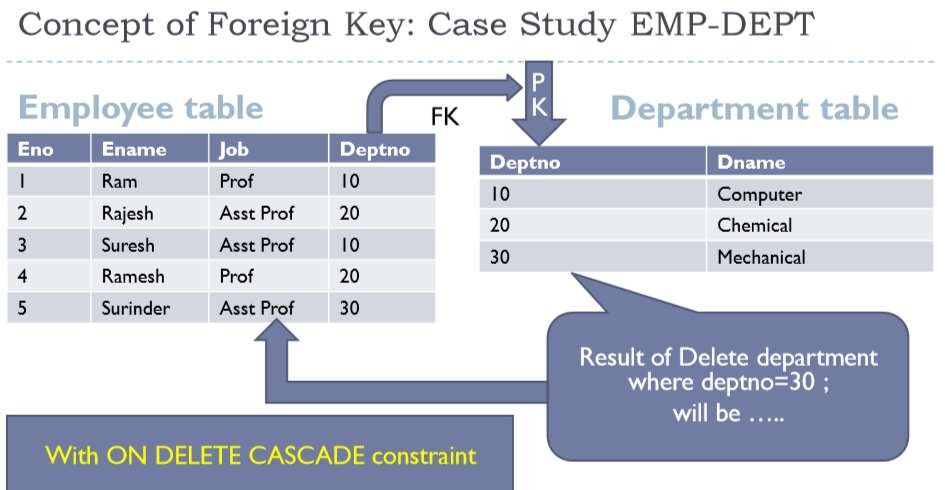 Concept of Foreign Key: Case Study EMP-DEPT
Employee table
FK
P
K
Department table
Eno Ename Job Deptno
1 Ram Prof 10
2 Rajesh Asst Prof 20
3 Suresh Asst Prof 10
4 Ramesh Prof 20
5 Surinder Asst Prof 30
Deptno Dname
10 Computer
20 Chemical
30 Mechanical
Result of Delete department
where deptno=30 ;
will be …..
With ON DELETE CASCADE constraint